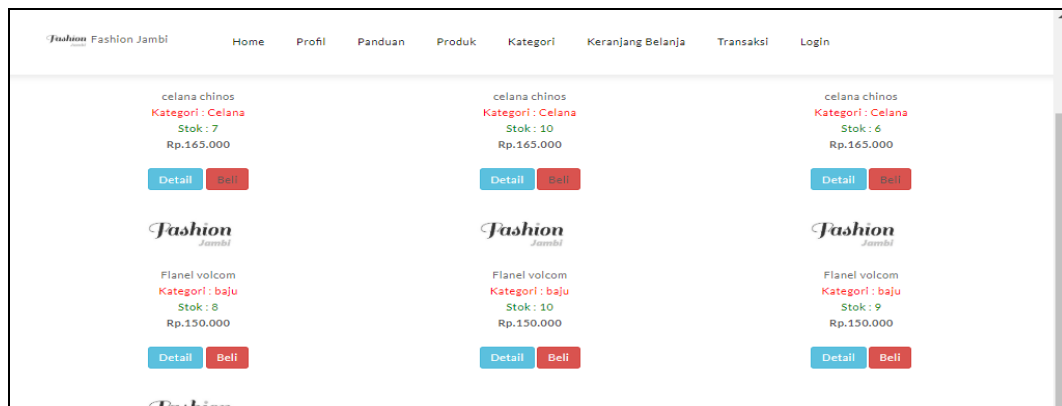 Fashion Jambi Fashion Jambi Home Profil Panduan Produk Kategori Keranjang Belanja Transaksi Login
celana chinos celana chinos celana chinos
Kategori : Celana Kategori : Celana Kategori : Celana
Stok : 7 Stok : 10 Stok : 6
Rp.165.000 Rp.165.000 Rp.165.000
Detail Beli Detail Beli Detail Beli
Fashion Fashion Fashion
Jambi Jambi Jambi
Flanel volcom Flanel volcom Flanel volcom
Kategori : baju Kategori : baju Kategori : baju
Stok : 8 Stok : 10 Stok : 9
Rp.150.000 Rp.150.000 Rp.150.000
Detail Beli Detail Beli Detail Beli